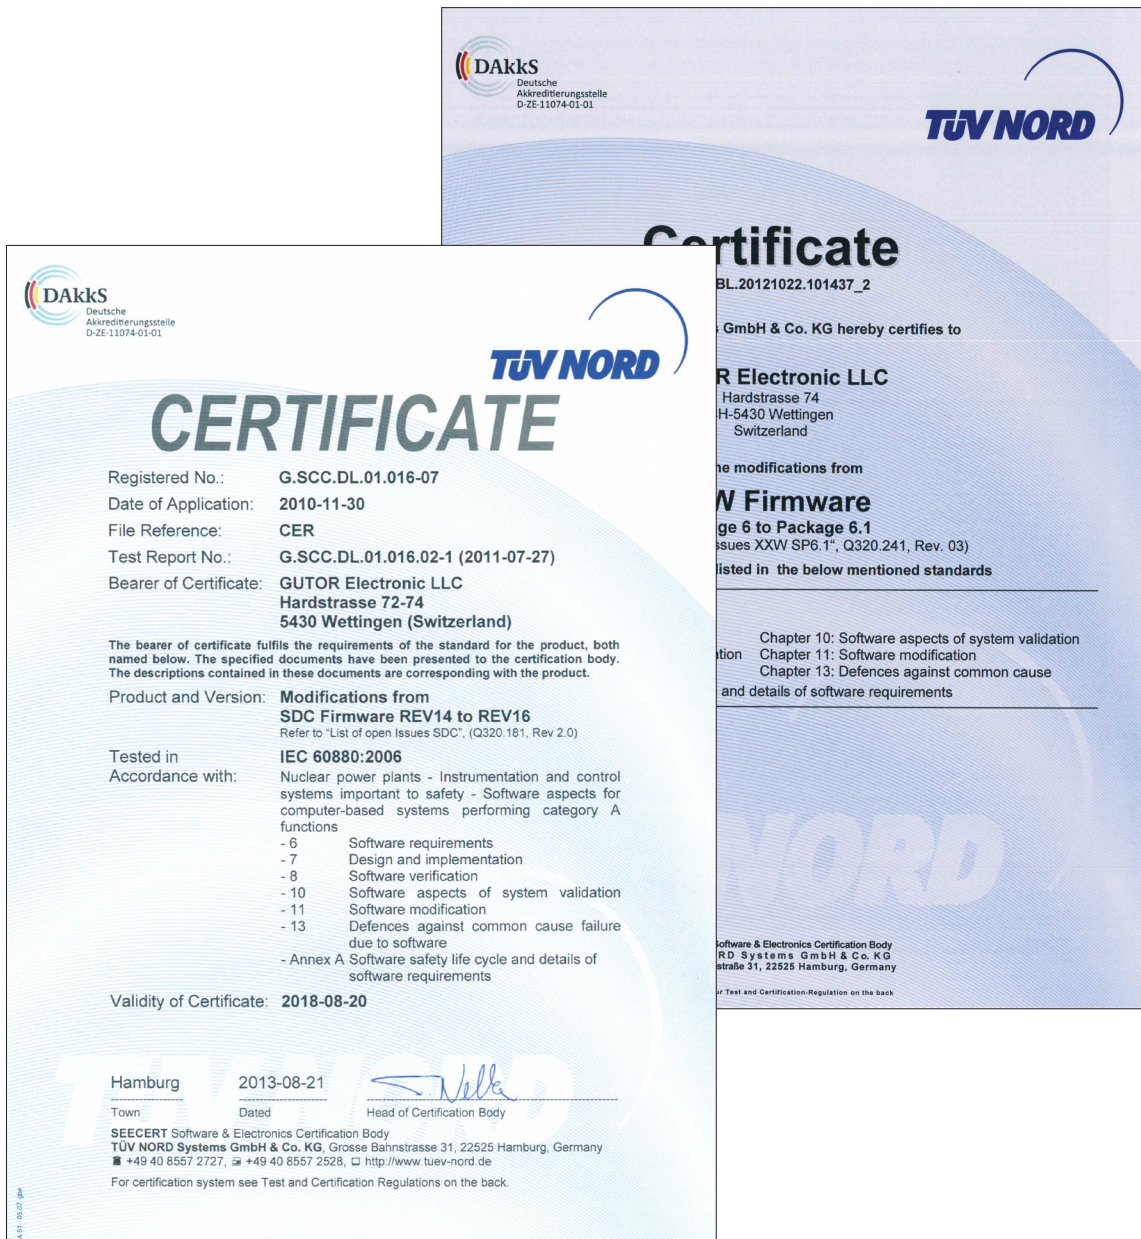 DAkkS
Deutsche
Akkreditierungsstelle
D-ZE-11074-01-01
TÜV NORD
Certificate
BL.20121022.101437_2
GmbH & Co. KG hereby certifies to
R Electronic LLC
Hardstrasse 74
H-5430 Wettingen
Switzerland
modifications from
W Firmware
ge 6 to Package 6.1
ssues XXW SP6.1“, Q320.241, Rev. 03)
listed in the below mentioned standards
Chapter 10: Software aspects of system validation
Chapter 11: Software modification
Chapter 13: Defences against common cause
and details of software requirements
NORD
Software & Electronics Certification Body
RD Systems GmbH & Co. KG
straße 31, 22525 Hamburg, Germany
Test and Certification-Regulation on the back
DAkkS
Deutsche
Akkreditierungsstelle
D-ZE-11074-01-01
TÜV NORD
CERTIFICATE
Registered No.: G.SCC.DL.01.016-07
Date of Application: 2010-11-30
File Reference: CER
Test Report No.: G.SCC.DL.01.016.02-1 (2011-07-27)
Bearer of Certificate: GUTOR Electronic LLC
Hardstrasse 72-74
5430 Wettingen (Switzerland)
The bearer of certificate fulfils the requirements of the standard for the product, both
named below. The specified documents have been presented to the certification body.
The descriptions contained in these documents are corresponding with the product.
Product and Version: Modifications from
SDC Firmware REV14 to REV16
Refer to “List of open Issues SDC”, (Q320.181, Rev 2.0)
Tested in IEC 60880:2006
Accordance with: Nuclear power plants - Instrumentation and control
systems important to safety - Software aspects for
computer-based systems performing category A
functions
- 6 Software requirements
- 7 Design and implementation
- 8 Software verification
- 10 Software aspects of system validation
- 11 Software modification
- 13 Defences against common cause failure
due to software
- Annex A Software safety life cycle and details of
software requirements
Validity of Certificate: 2018-08-20
TÜV NORD
Hamburg 2013-08-21
Town Dated Head of Certification Body
SEECERT Software & Electronics Certification Body
TÜV NORD Systems GmbH & Co. KG, Grosse Bahnstrasse 31, 22525 Hamburg, Germany
+49 40 8557 2727, +49 40 8557 2528, http://www.tuev-nord.de
For certification system see Test and Certification Regulations on the back.
A 51 05.07 gbe